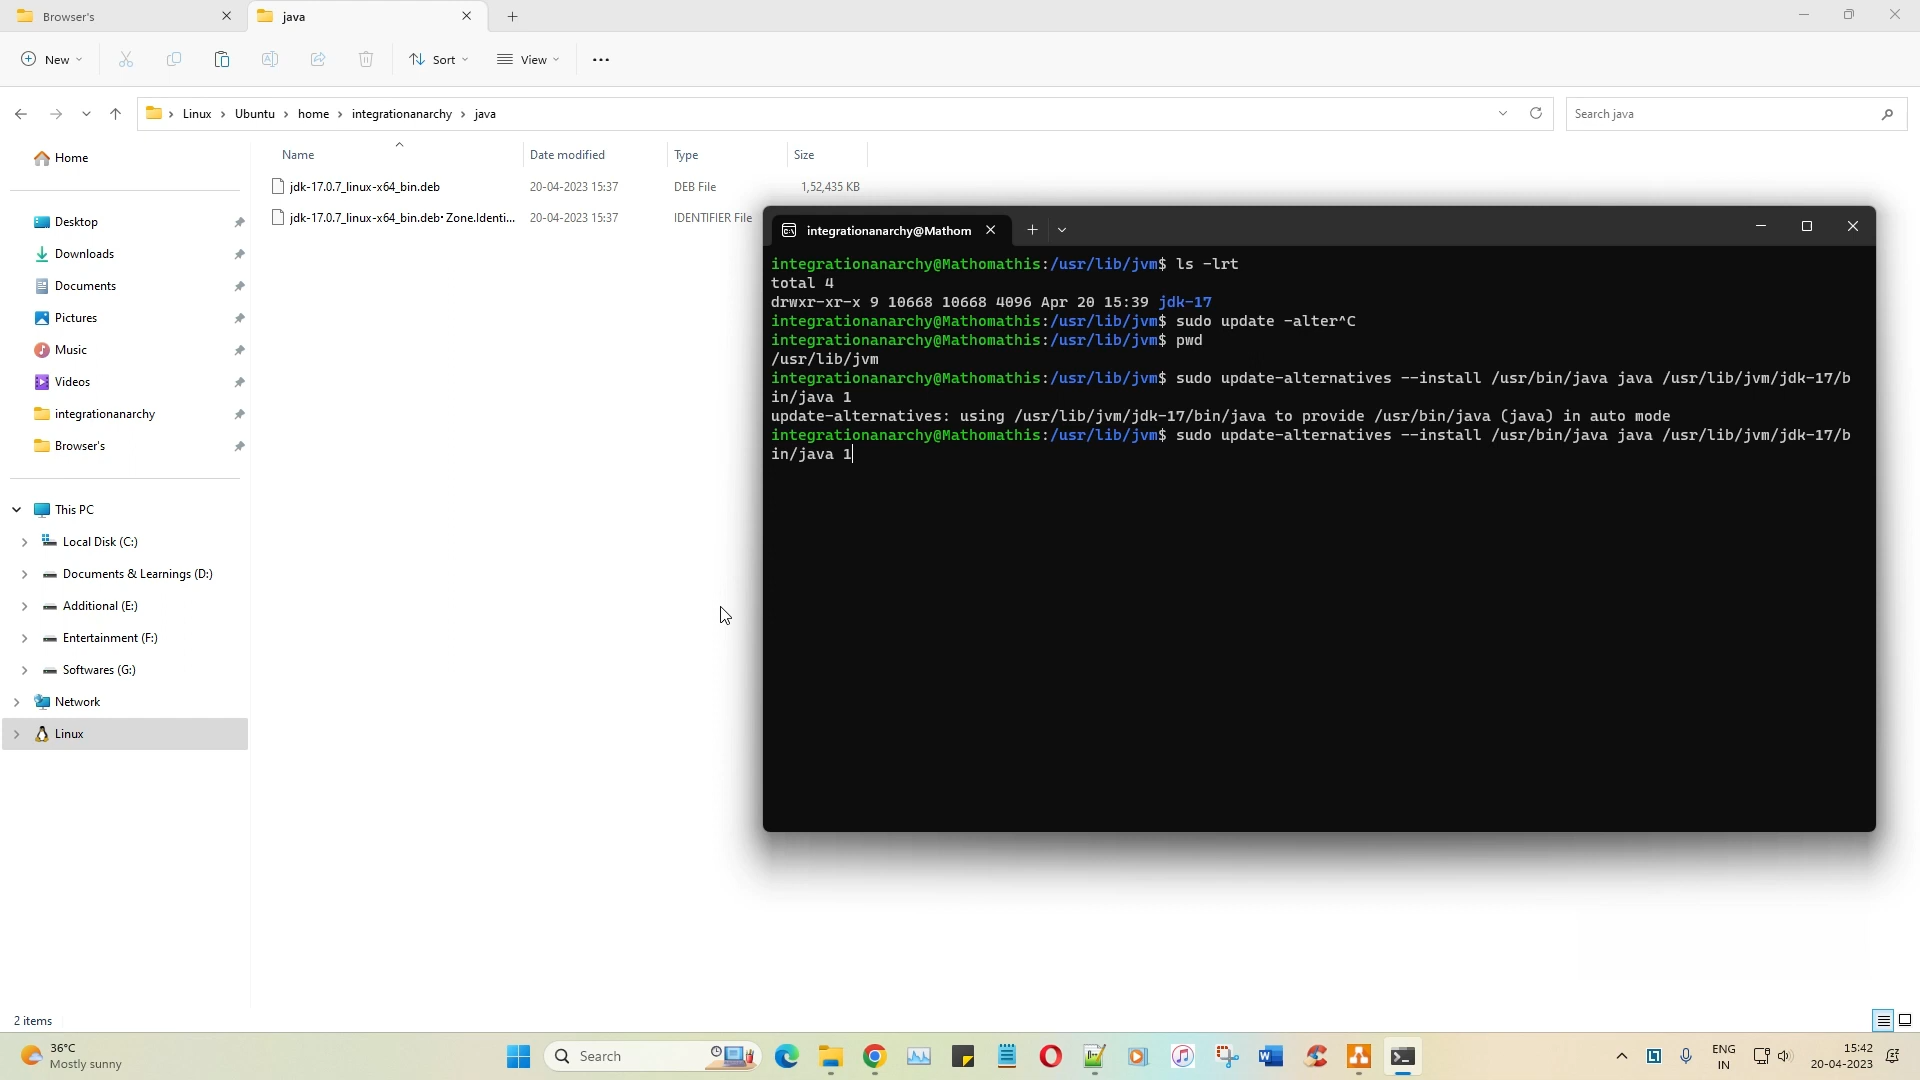 Browser's
java
New
Sort
View
Linux
Ubuntu
home
integrationanarchy
java
Search java
Home
Desktop
Downloads
Documents
Pictures
Music
Videos
integrationanarchy
Browser's
This PC
Local Disk (C:)
Documents & Learnings (D:)
Additional (E:)
Entertainment (F:)
Softwares (G:)
Network
Linux
Name Date modified Type Size
jdk-17.0.7_linux-x64_bin.deb 20-04-2023 15:37 DEB File 1,52,435 KB
jdk-17.0.7_linux-x64_bin.deb Zone.Identi... 20-04-2023 15:37 IDENTIFIER File
integrationanarchy@Mathom
integrationanarchy@Mathomathis:/usr/lib/jvm$ ls -lrt
total 4
drwxr-xr-x 9 10668 10668 4096 Apr 20 15:39 jdk-17
integrationanarchy@Mathomathis:/usr/lib/jvm$ sudo update -alter^C
integrationanarchy@Mathomathis:/usr/lib/jvm$ pwd
/usr/lib/jvm
integrationanarchy@Mathomathis:/usr/lib/jvm$ sudo update-alternatives --install /usr/bin/java java /usr/lib/jvm/jdk-17/b
in/java 1
update-alternatives: using /usr/lib/jvm/jdk-17/bin/java to provide /usr/bin/java (java) in auto mode
integrationanarchy@Mathomathis:/usr/lib/jvm$ sudo update-alternatives --install /usr/bin/java java /usr/lib/jvm/jdk-17/b
in/java 1
2 items
36°C
Mostly sunny
Search
ENG
IN
15:42
20-04-2023